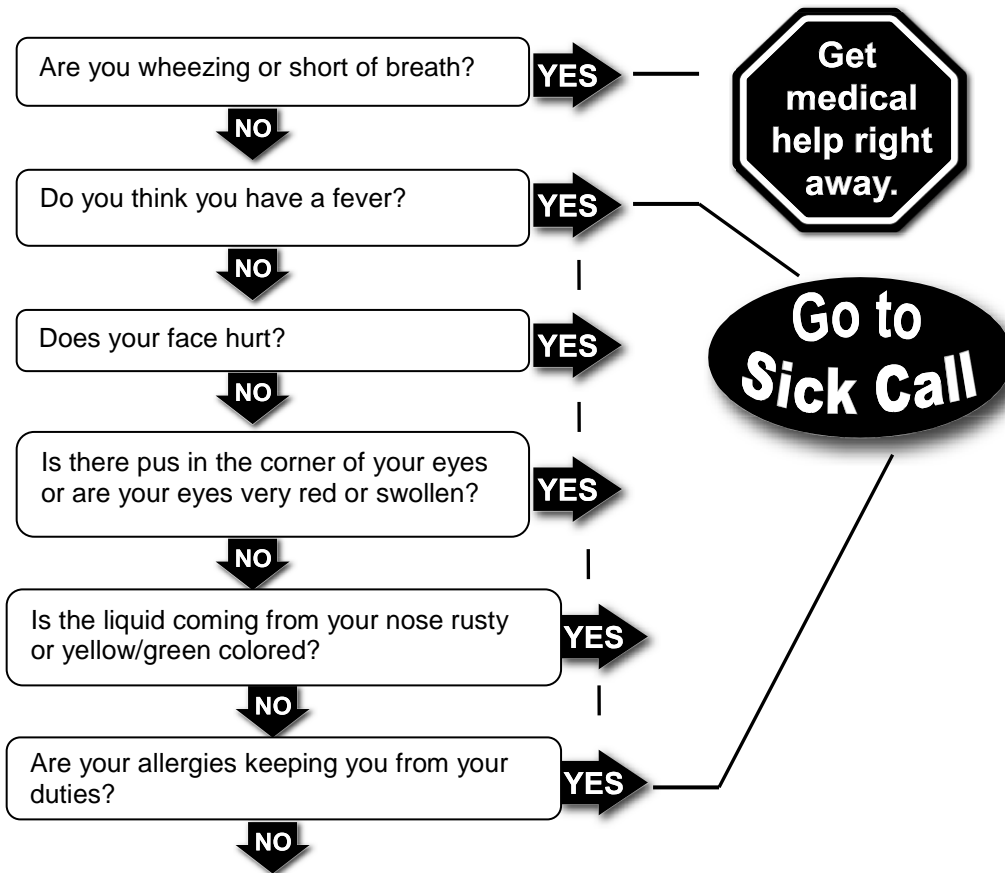 Are you wheezing or short of breath?
YES
Get
medical
help right
away.
NO
Do you think you have a fever?
YES
NO
Go to
Sick Call
Does your face hurt?
YES
NO
Is there pus in the corner of your eyes
or are your eyes very red or swollen?
YES
NO
Is the liquid coming from your nose rusty
or yellow/green colored?
YES
NO
Are your allergies keeping you from your
duties?
YES
NO